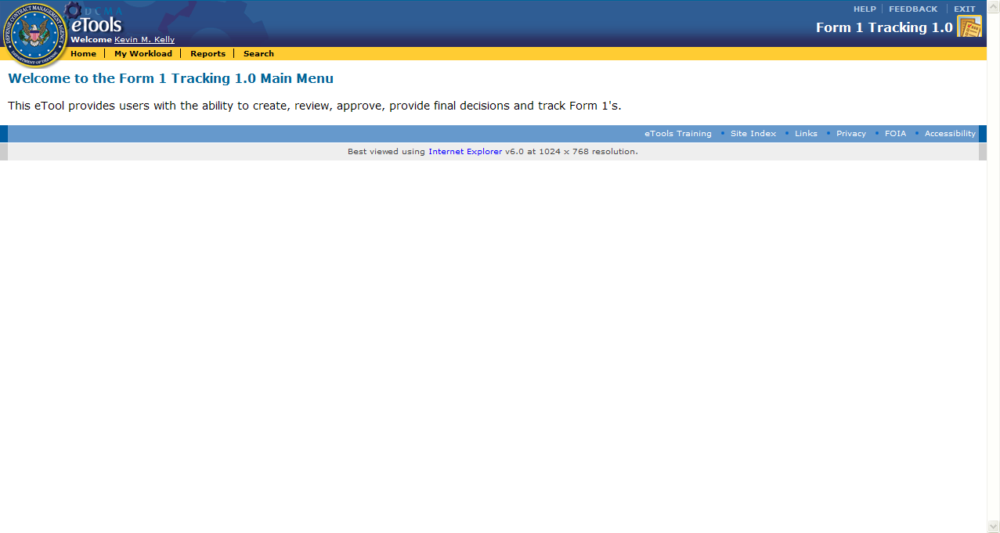 DEFENSE CONTRACT MANAGEMENT AGENCY
DEPARTMENT OF DEFENSE
DCMA
eTools
Welcome Kevin M. Kelly
HELP FEEDBACK EXIT
Form 1 Tracking 1.0
Home My Workload Reports Search
Welcome to the Form 1 Tracking 1.0 Main Menu
This eTool provides users with the ability to create, review, approve, provide final decisions and track Form 1's.
eTools Training • Site Index • Links • Privacy • FOIA • Accessibility
Best viewed using Internet Explorer v6.0 at 1024 x 768 resolution.